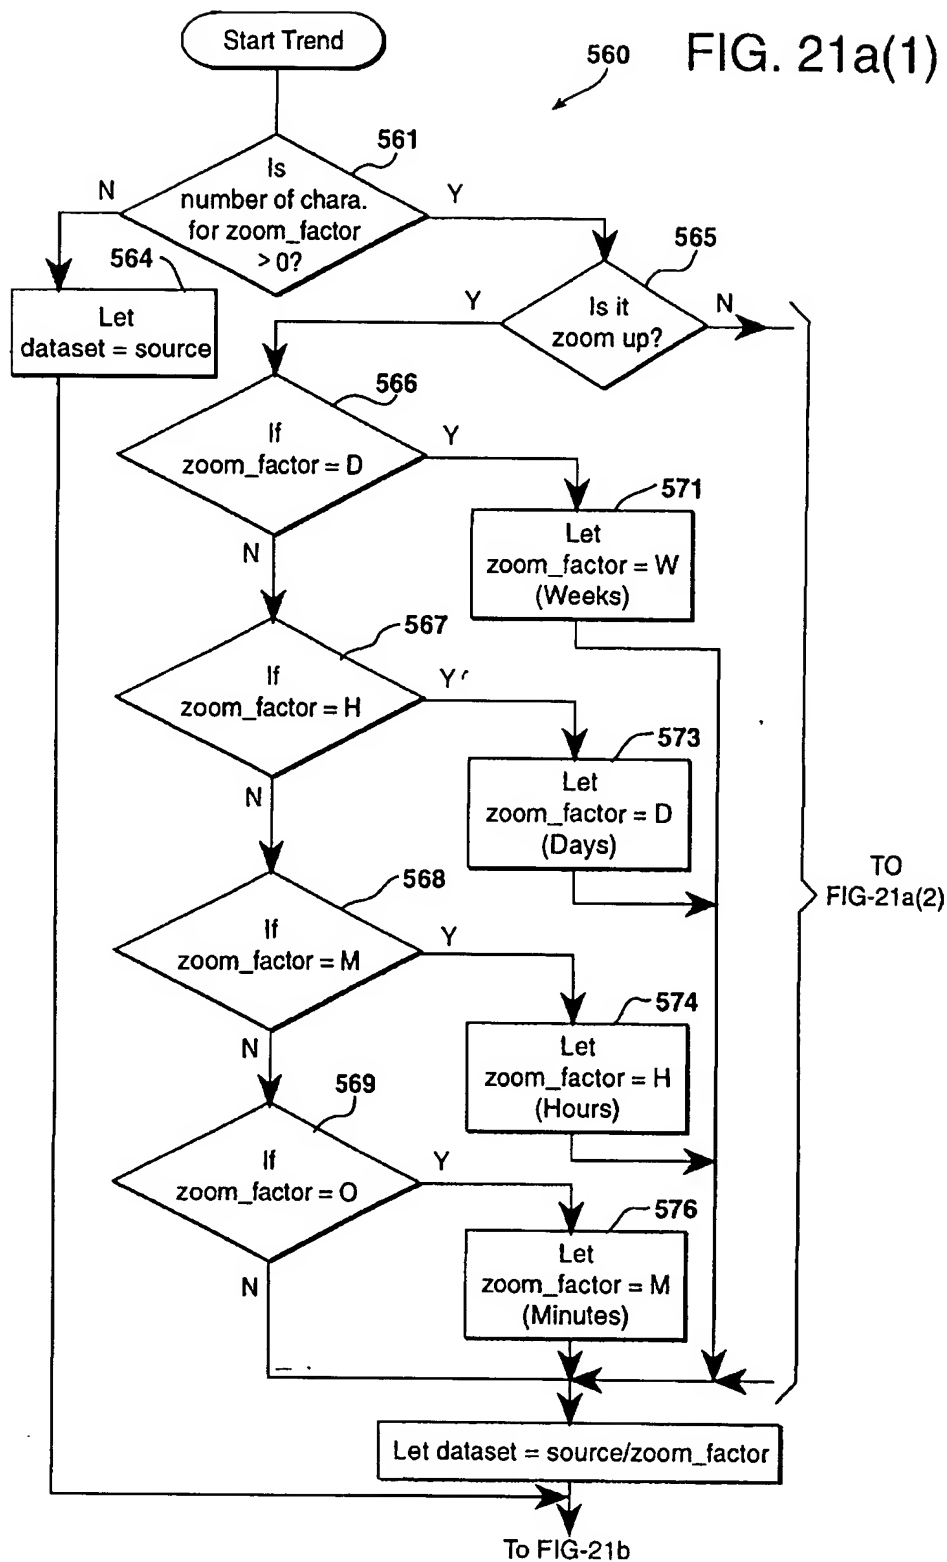 FIG. 21a(1)
Start Trend
560
561
Is
number of chara.
for zoom_factor
> 0?
N
Y
564
Let
dataset = source
565
Is it
zoom up?
Y
N
566
If
zoom_factor = D
Y
N
571
Let
zoom_factor = W
(Weeks)
567
If
zoom_factor = H
Y
N
573
Let
zoom_factor = D
(Days)
TO
FIG-21a(2)
568
If
zoom_factor = M
Y
N
574
Let
zoom_factor = H
(Hours)
569
If
zoom_factor = O
Y
N
576
Let
zoom_factor = M
(Minutes)
Let dataset = source/zoom_factor
To FIG-21b